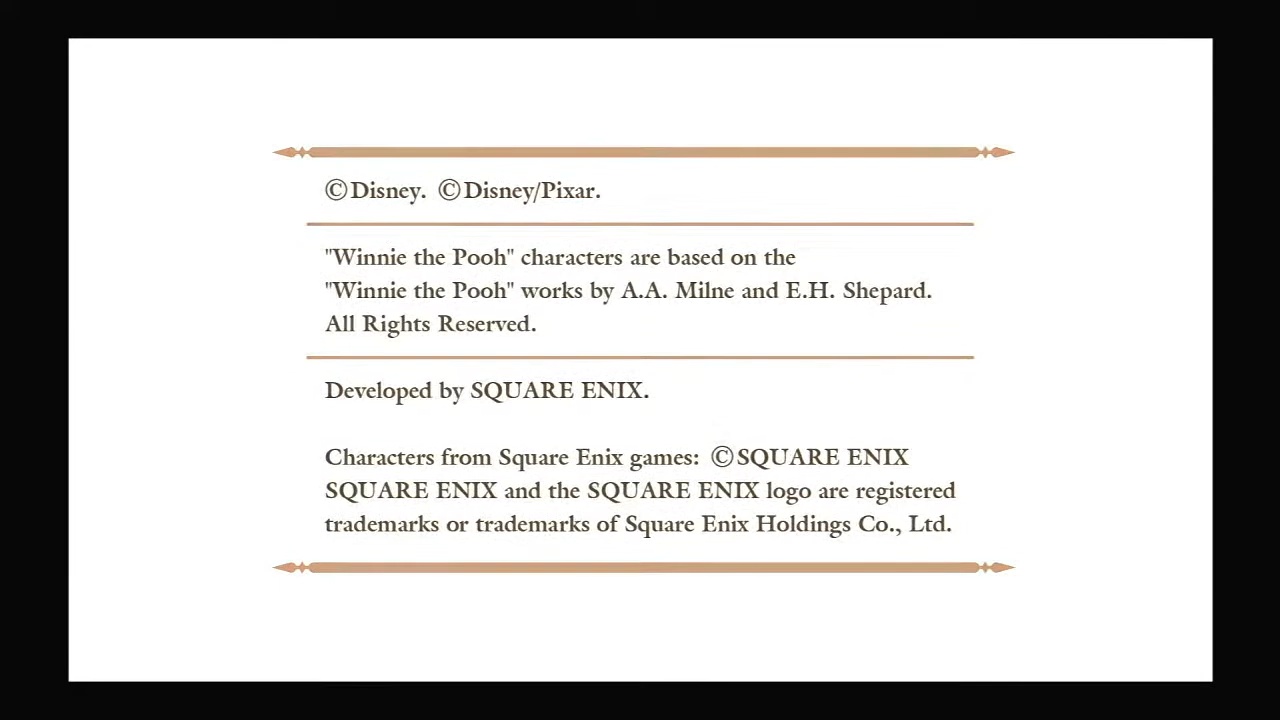 ©Disney. ©Disney/Pixar.
"Winnie the Pooh" characters are based on the
"Winnie the Pooh" works by A.A. Milne and E.H. Shepard.
All Rights Reserved.
Developed by SQUARE ENIX.
Characters from Square Enix games: ©SQUARE ENIX
SQUARE ENIX and the SQUARE ENIX logo are registered
trademarks or trademarks of Square Enix Holdings Co., Ltd.